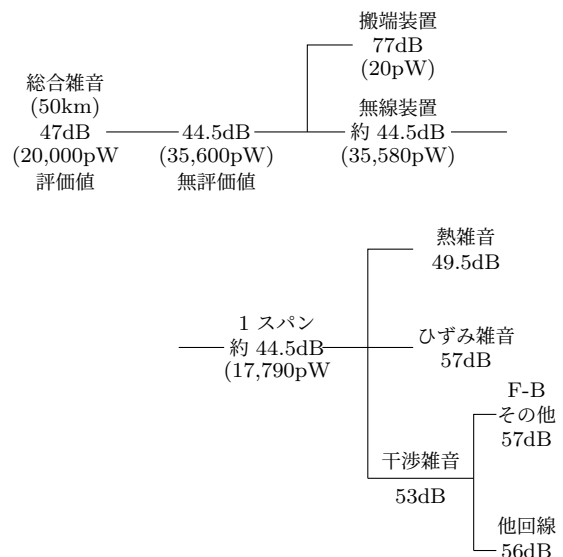 総合雑音
(50km)
47dB
(20,000pW
評価値
44.5dB
(35,600pW)
無評価値
搬端装置
77dB
(20pW)
無線装置
約 44.5dB
(35,580pW)
1 スパン
約 44.5dB
(17,790pW
熱雑音
49.5dB
ひずみ雑音
57dB
干渉雑音
53dB
F-B
その他
57dB
他回線
56dB